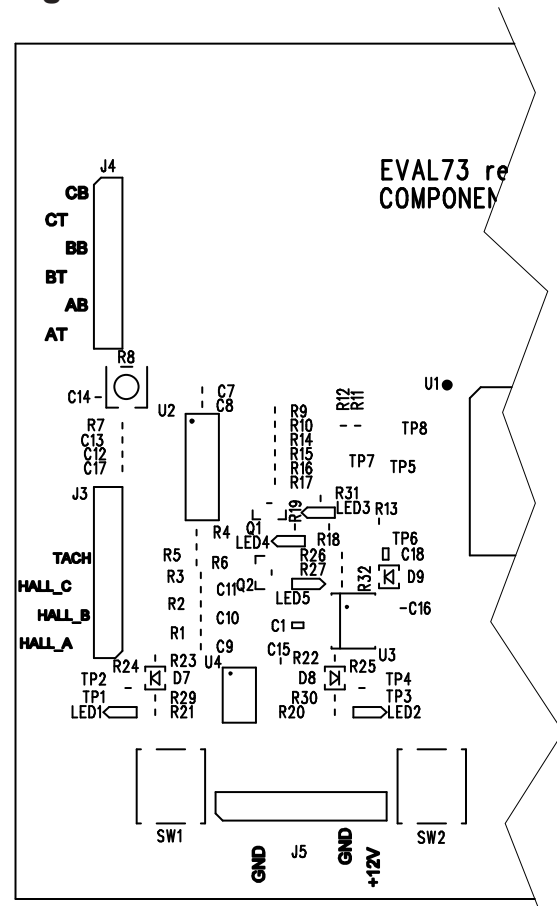 J4
EVAL73 re
COMPONEN
CB
CT
BB
BT
AB
AT
R8
C14
U2
C7
C8
R12
R11
U1
R7
C13
C12
C17
R9
R10
R14
R15
R16
R17
TP8
TP7
TP5
J3
R31
R19
LED3
R13
Q1
R4
LED4
R18
TP6
R5
R6
R26
C18
TACH
R3
R27
R32
D9
HALL_C
C11
Q2
LED5
R2
C16
HALL_B
C10
C1
R1
HALL_A
C9
C15
U3
R24
R23
U4
R22
R25
TP2
D7
D8
TP4
TP1
R29
R30
TP3
LED1
R21
R20
LED2
SW1
J5
SW2
GND
GND
+12V